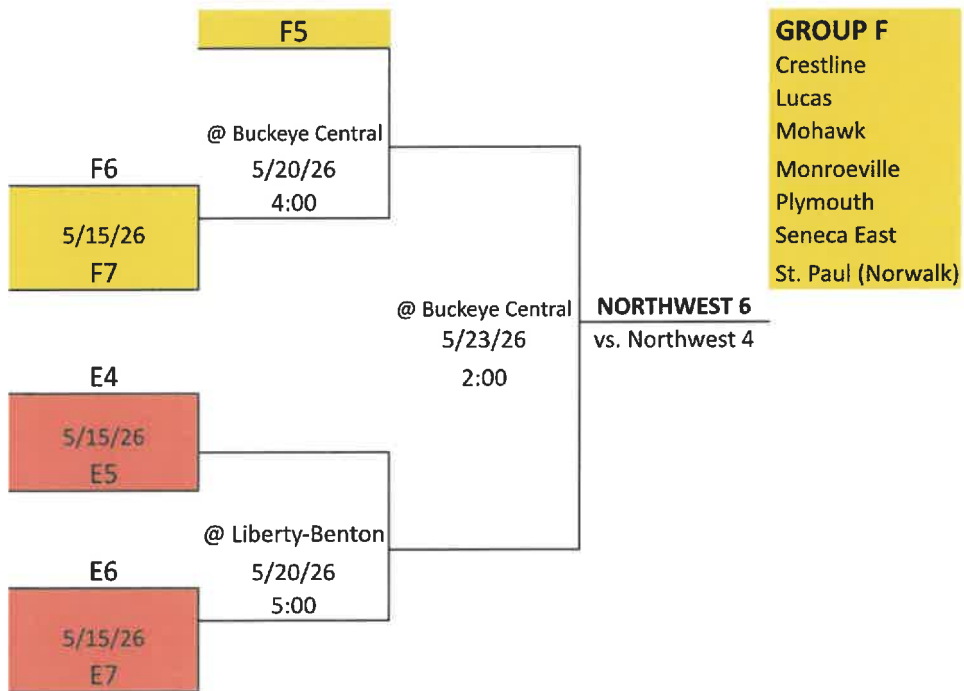 F5
@ Buckeye Central
5/20/26
4:00
F6
5/15/26
F7
@ Buckeye Central
5/23/26
2:00
NORTHWEST 6
vs. Northwest 4
E4
5/15/26
E5
@ Liberty-Benton
5/20/26
5:00
E6
5/15/26
E7
GROUP F
Crestline
Lucas
Mohawk
Monroeville
Plymouth
Seneca East
St. Paul (Norwalk)